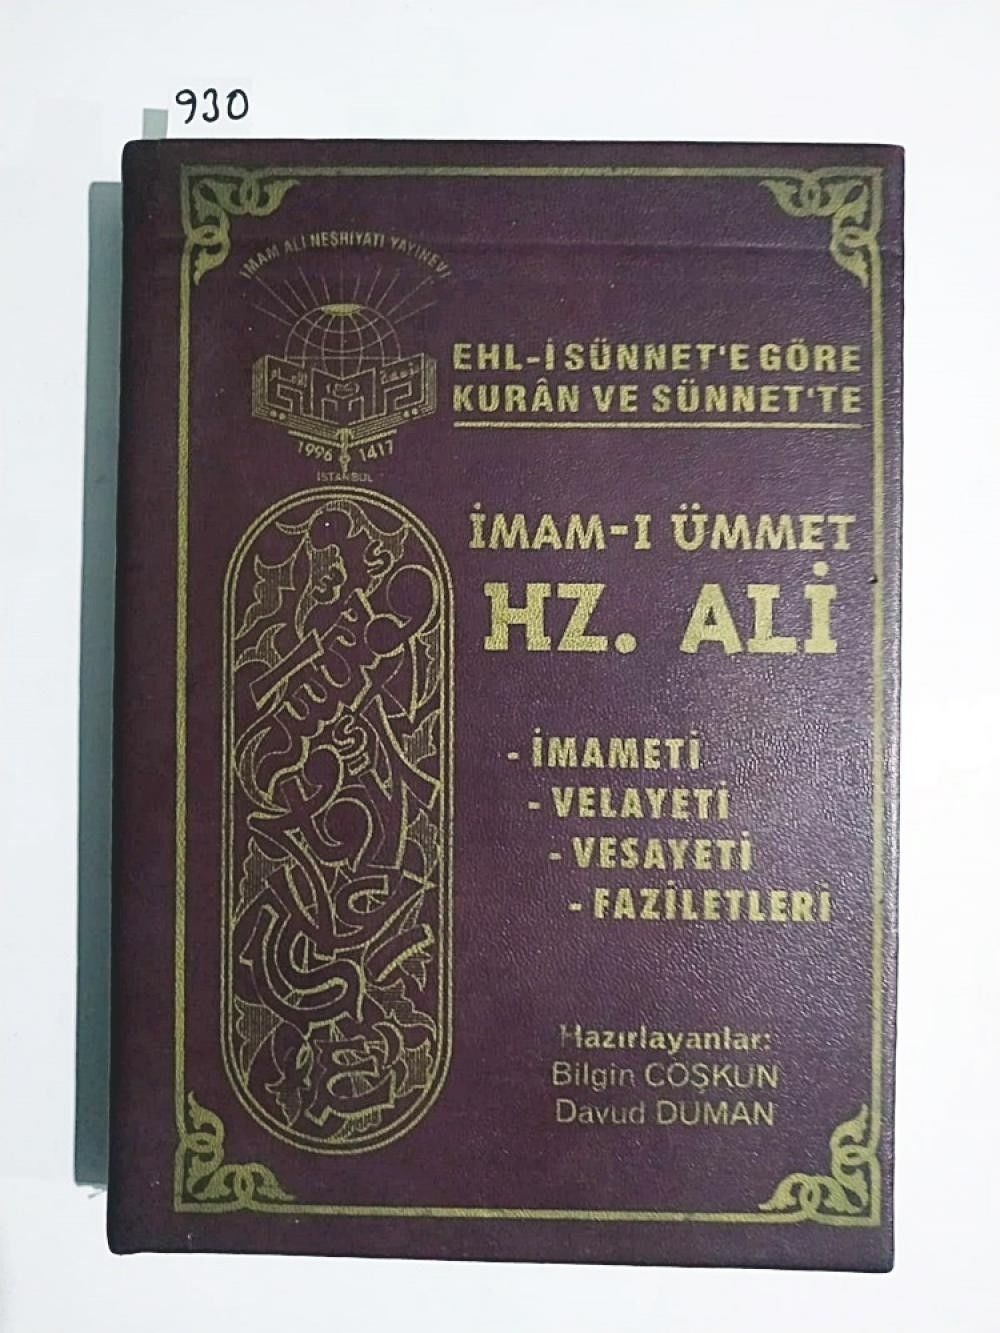 930
İMAM ALİ NEŞRİYATI YAYINEVİ
1996 1417
İSTANBUL
EHL-İ SÜNNET'E GÖRE
KURÂN VE SÜNNET'TE
İMAM-I ÜMMET
HZ. ALİ
- İMAMETİ
- VELAYETİ
- VESAYETİ
- FAZİLETLERİ
Hazırlayanlar:
Bilgin COŞKUN
Davud DUMAN